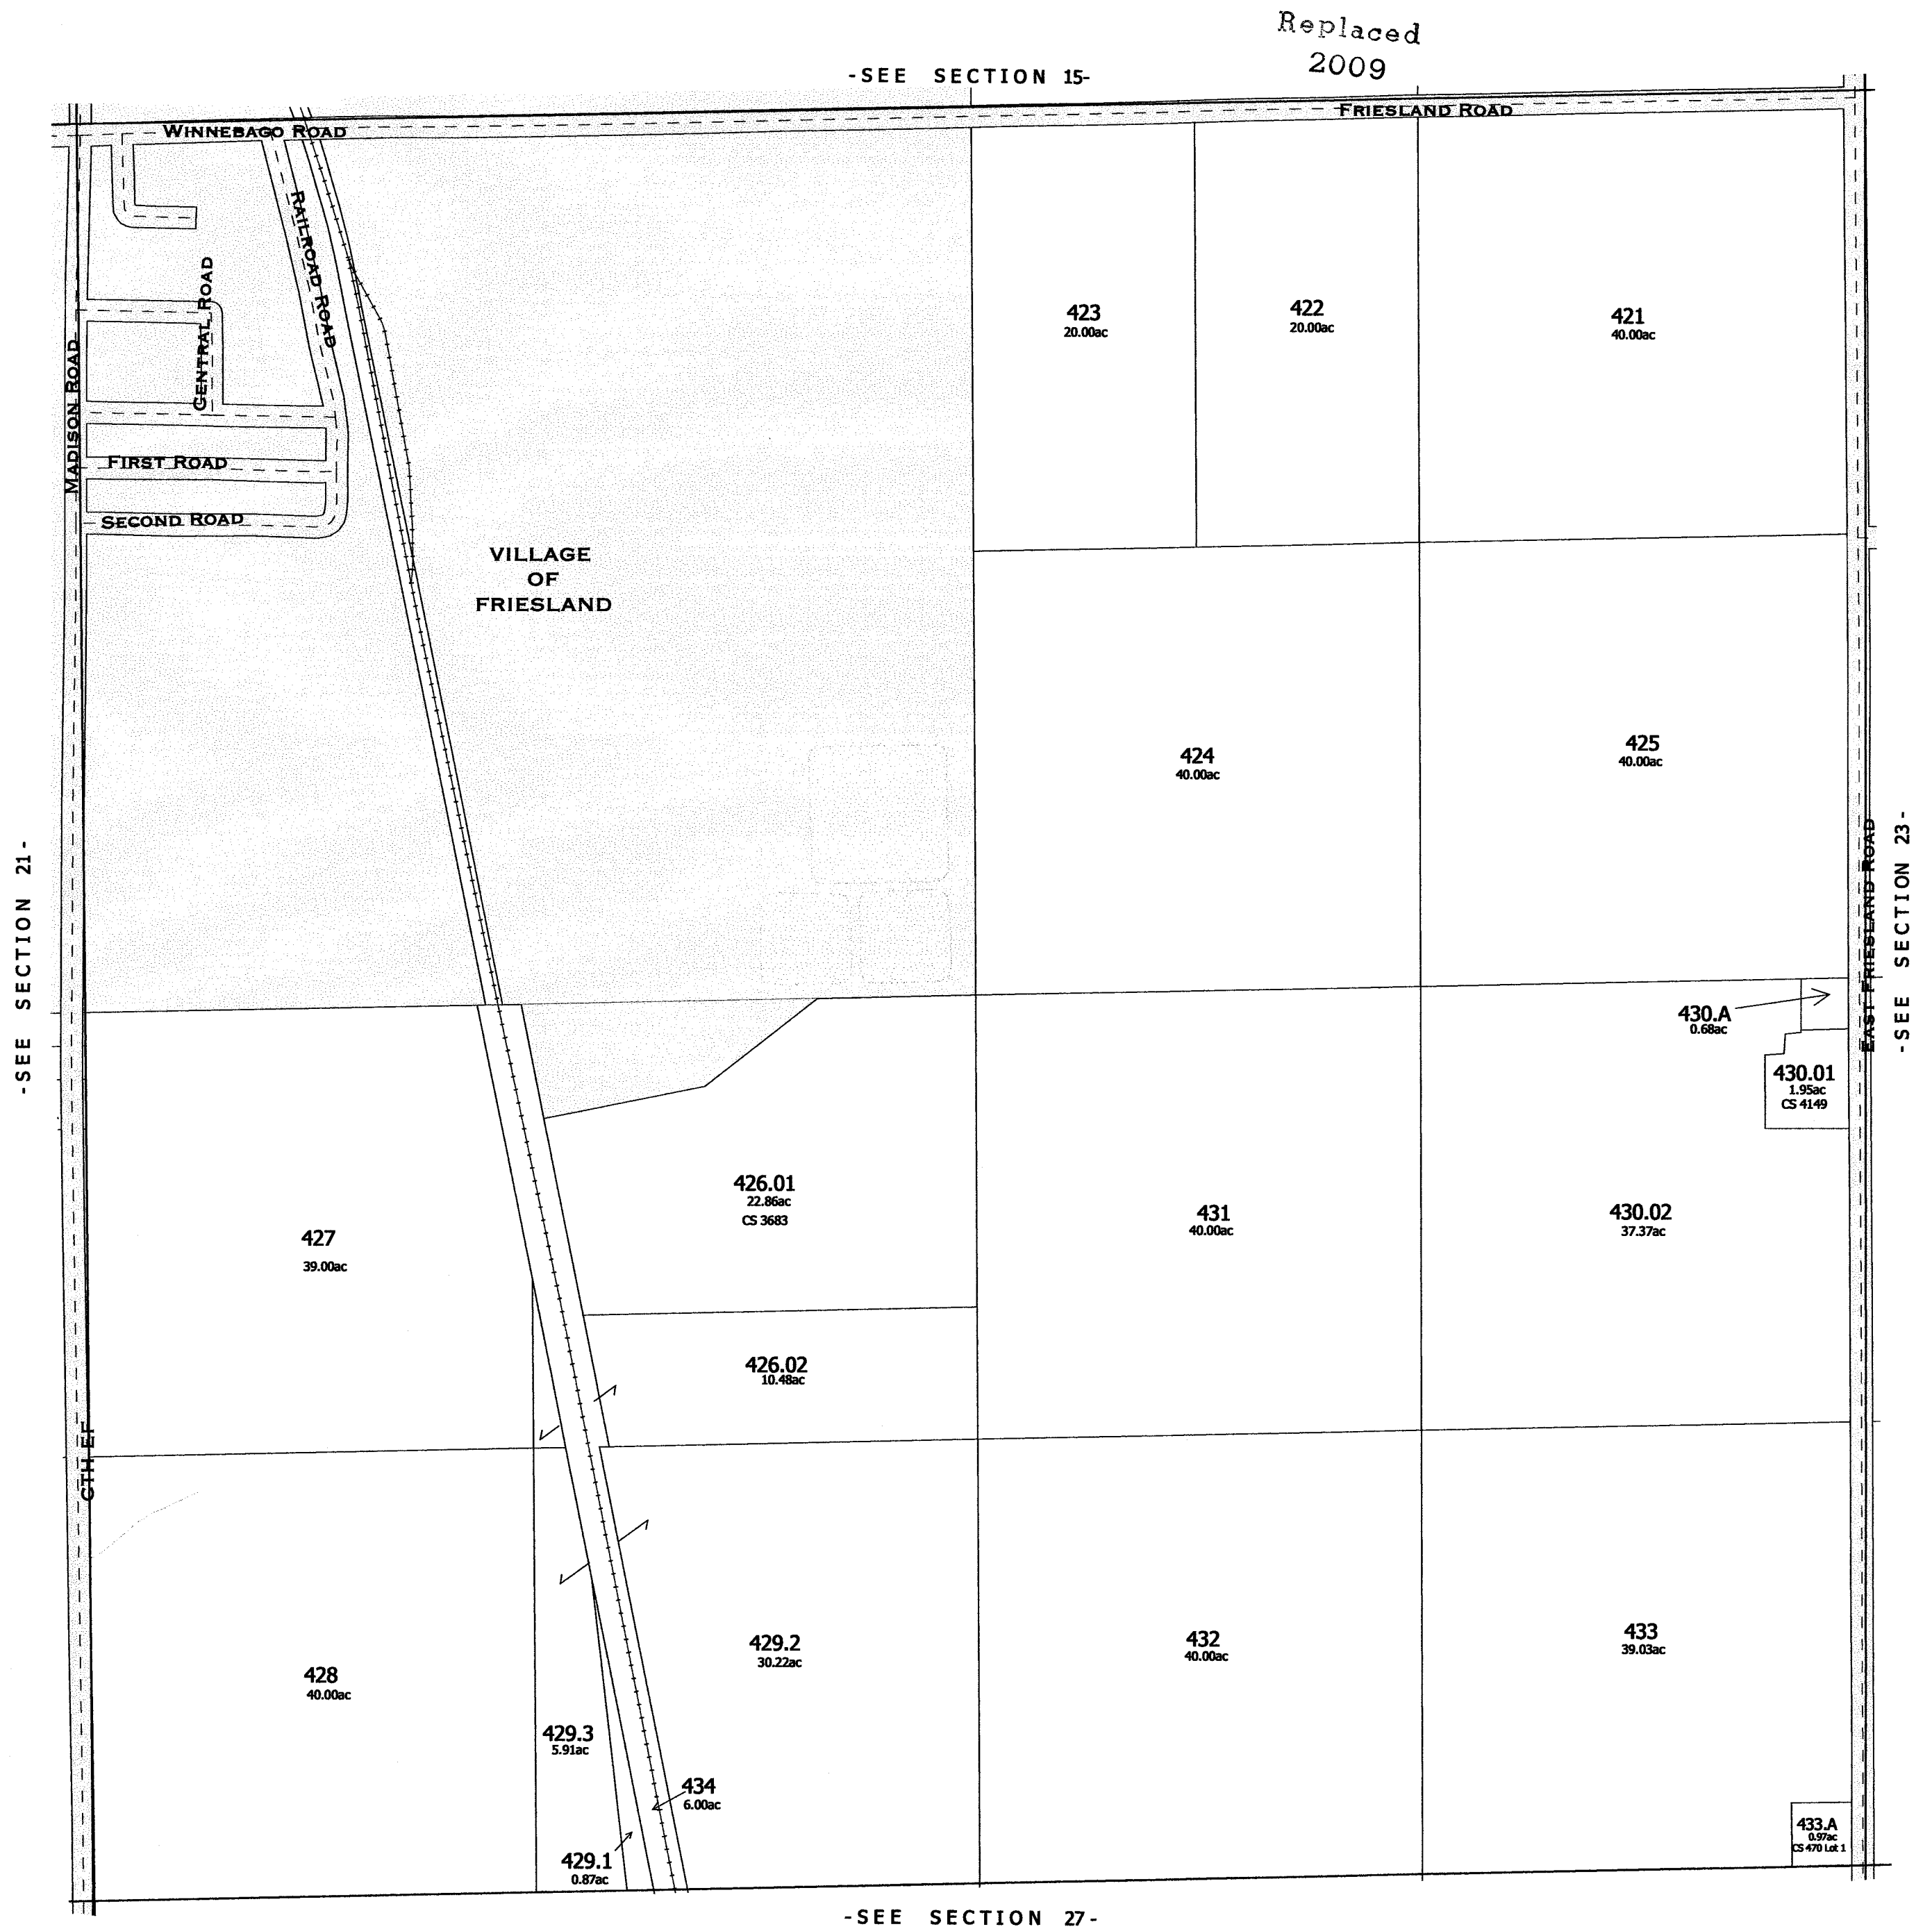 Replaced
2009
-SEE SECTION 15-
WINNEBAGO ROAD
FRIESLAND ROAD
RAILROAD ROAD
CENTRAL ROAD
MADISON ROAD
FIRST ROAD
SECOND ROAD
VILLAGE
OF
FRIESLAND
423
20.00ac
422
20.00ac
421
40.00ac
424
40.00ac
425
40.00ac
-SEE SECTION 21-
EAST FRIESLAND ROAD
-SEE SECTION 23-
430.A
0.68ac
430.01
1.95ac
CS 4149
426.01
22.86ac
CS 3683
427
39.00ac
431
40.00ac
430.02
37.37ac
426.02
10.48ac
CTH EF
428
40.00ac
429.2
30.22ac
432
40.00ac
433
39.03ac
429.3
5.91ac
434
6.00ac
429.1
0.87ac
433.A
0.97ac
CS 470 Lot 1
-SEE SECTION 27-